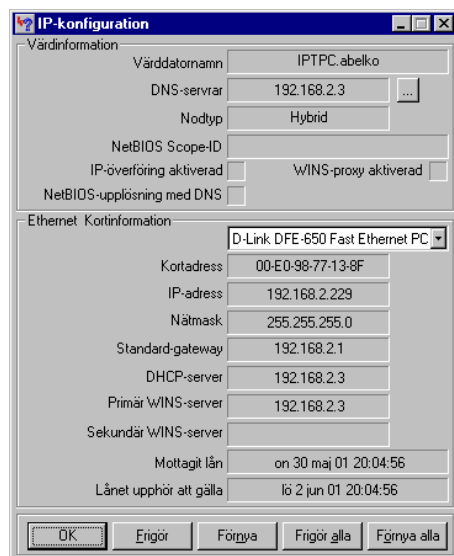 IP-konfiguration
Värdinformation
Värddatornamn IPTPC.abelko
DNS-servrar 192.168.2.3 ...
Nodtyp Hybrid
NetBIOS Scope-ID
IP-överföring aktiverad WINS-proxy aktiverad
NetBIOS-upplösning med DNS
Ethernet Kortinformation
D-Link DFE-650 Fast Ethernet PC
Kortadress 00-E0-98-77-13-8F
IP-adress 192.168.2.229
Nätmask 255.255.255.0
Standard-gateway 192.168.2.1
DHCP-server 192.168.2.3
Primär WINS-server 192.168.2.3
Sekundär WINS-server
Mottagit lån on 30 maj 01 20:04:56
Lånet upphör att gälla lö 2 jun 01 20:04:56
OK Frigör Förnya Frigör alla Förnya alla